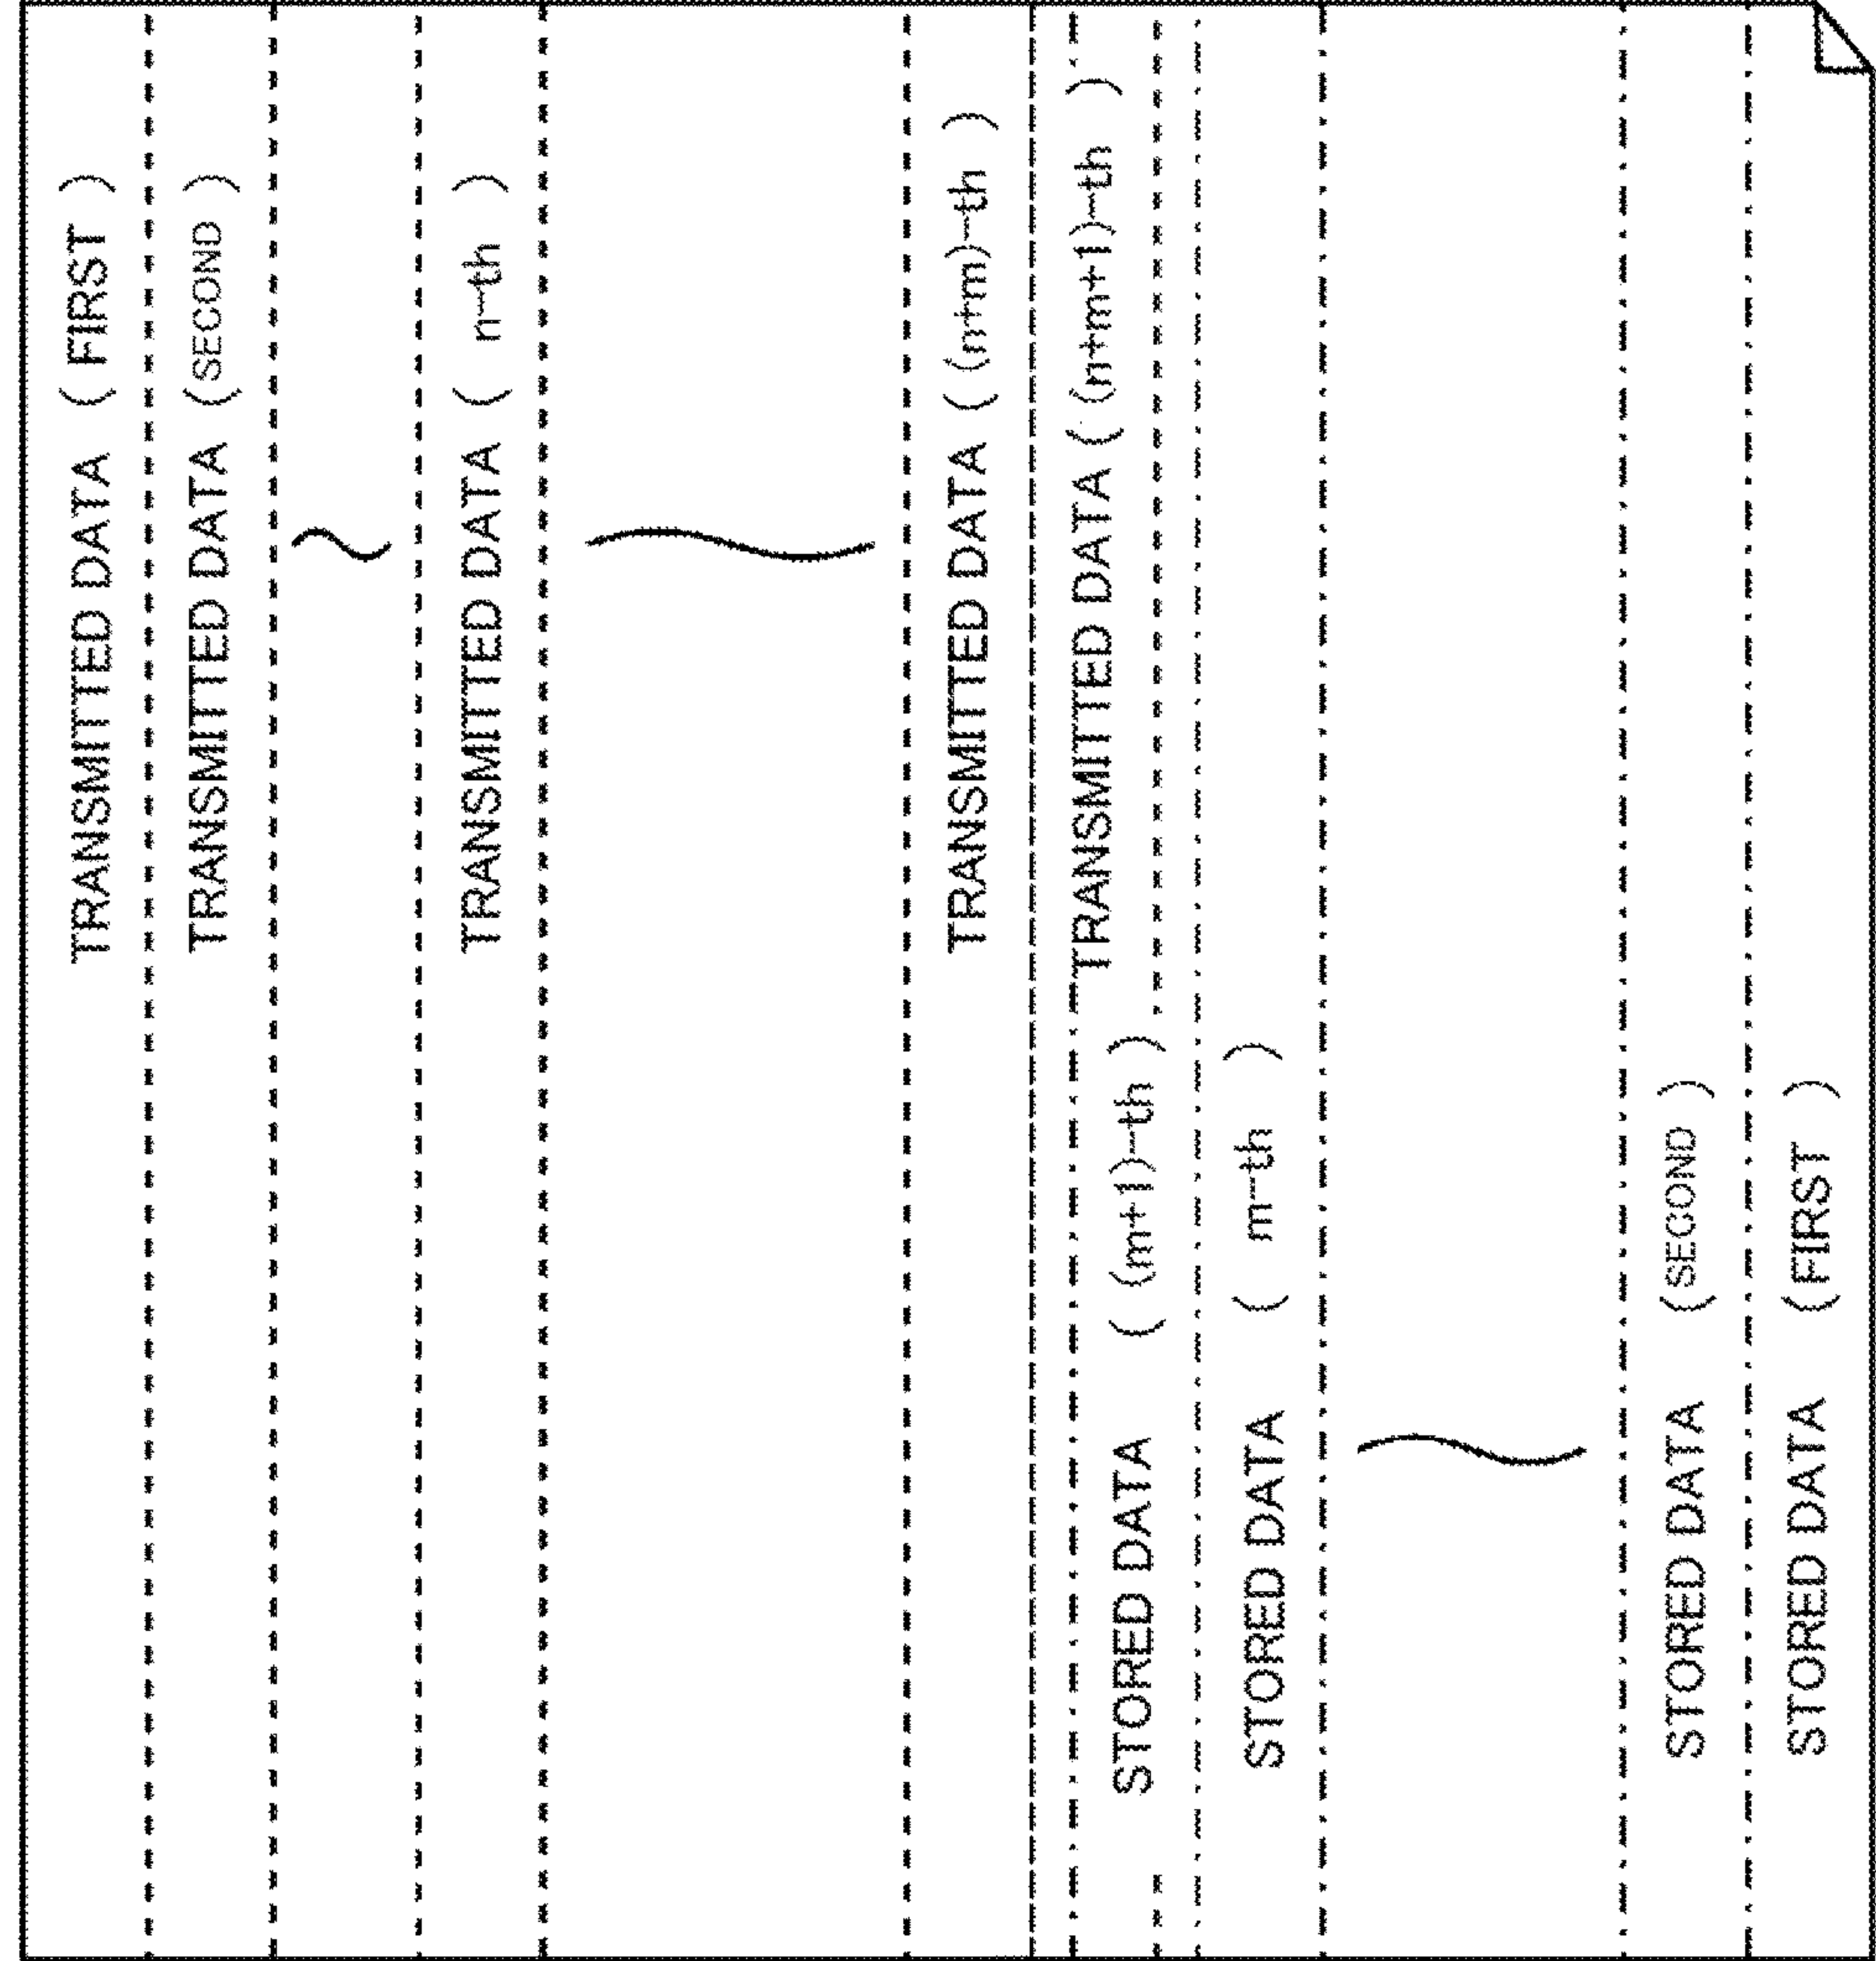 TRANSMITTED DATA ( FIRST )
TRANSMITTED DATA (SECOND )
TRANSMITTED DATA ( n-th )
TRANSMITTED DATA ( (n+m)-th )
TRANSMITTED DATA ( (n+m+1)-th )
STORED DATA ( (m+1)-th )
STORED DATA ( m-th )
STORED DATA (SECOND )
STORED DATA (FIRST )